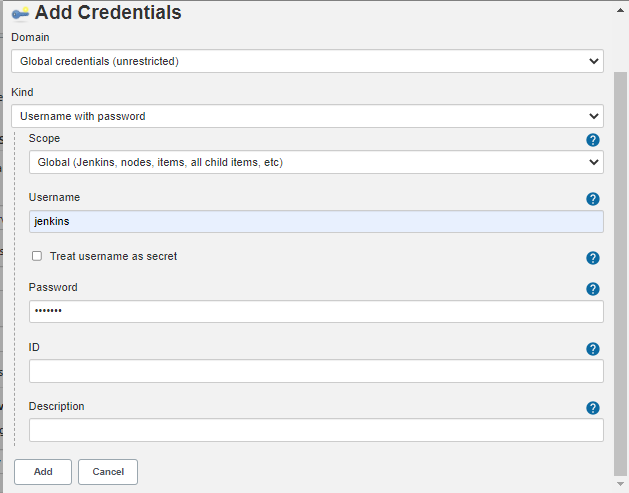 Add Credentials
Domain
Global credentials (unrestricted)
Kind
Username with password
Scope
?
Global (Jenkins, nodes, items, all child items, etc)
Username
?
jenkins
Treat username as secret
?
Password
?
•••••••
ID
?
Description
?
Add Cancel